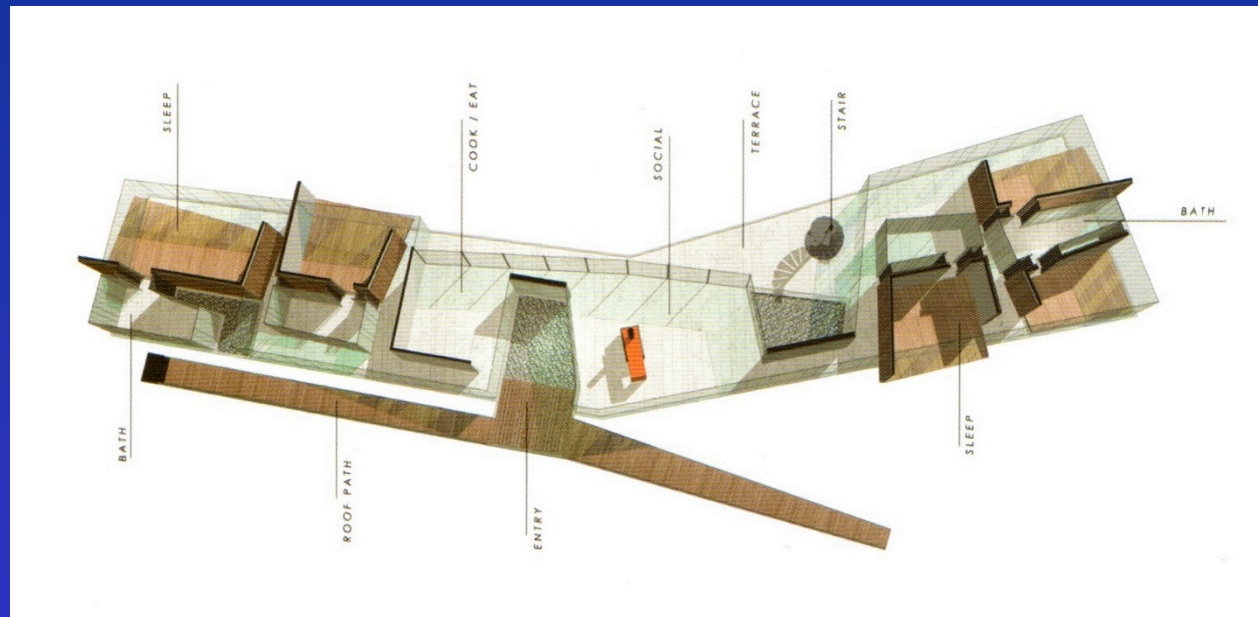 SLEEP
COOK / EAT
SOCIAL
TERRACE
STAIR
BATH
BATH
ROOF PATH
ENTRY
SLEEP